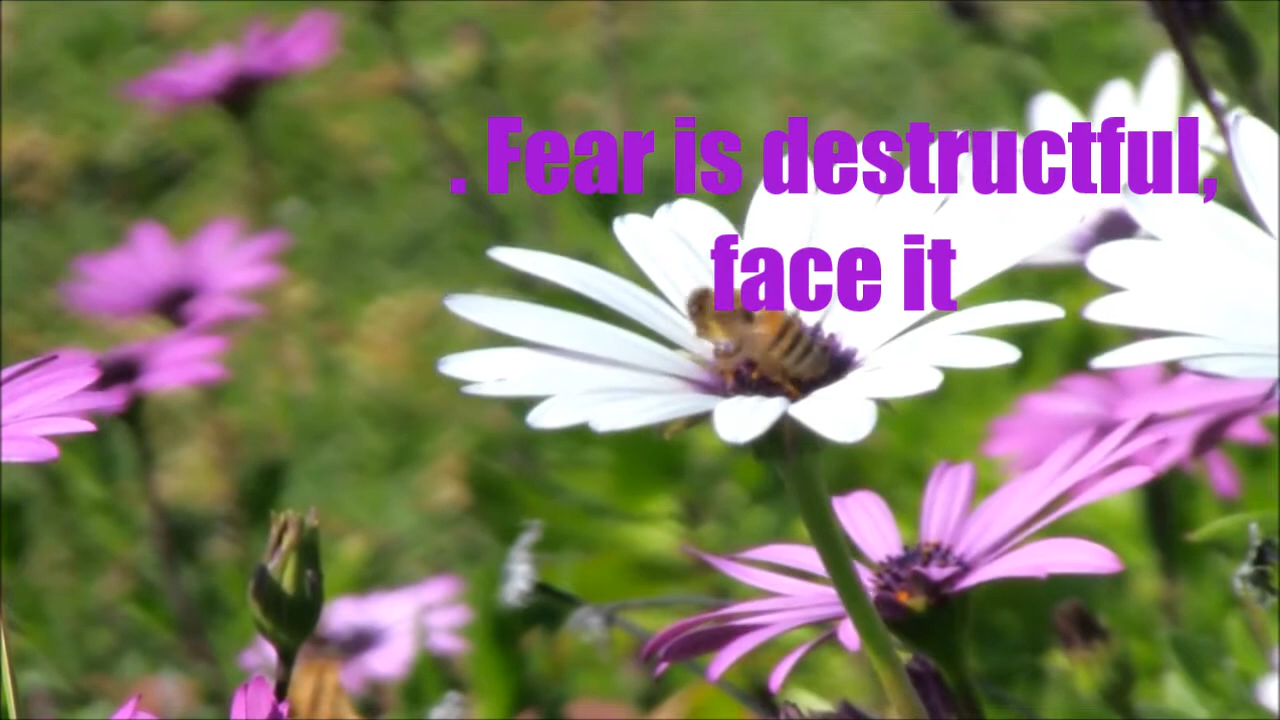 . Fear is destructful,
face it